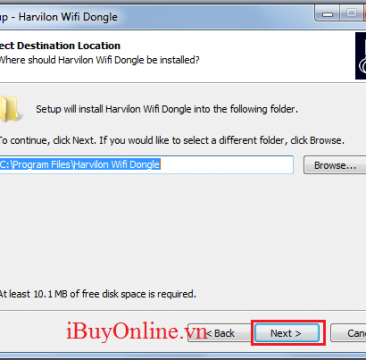 up - Harvilon Wifi Dongle
ect Destination Location
Where should Harvilon Wifi Dongle be installed?
Setup will install Harvilon Wifi Dongle into the following folder.
To continue, click Next. If you would like to select a different folder, click Browse.
C:\Program Files\Harvilon Wifi Dongle
Browse...
At least 10.1 MB of free disk space is required.
iBuyOnline.vn
< Back
Next >
Canc